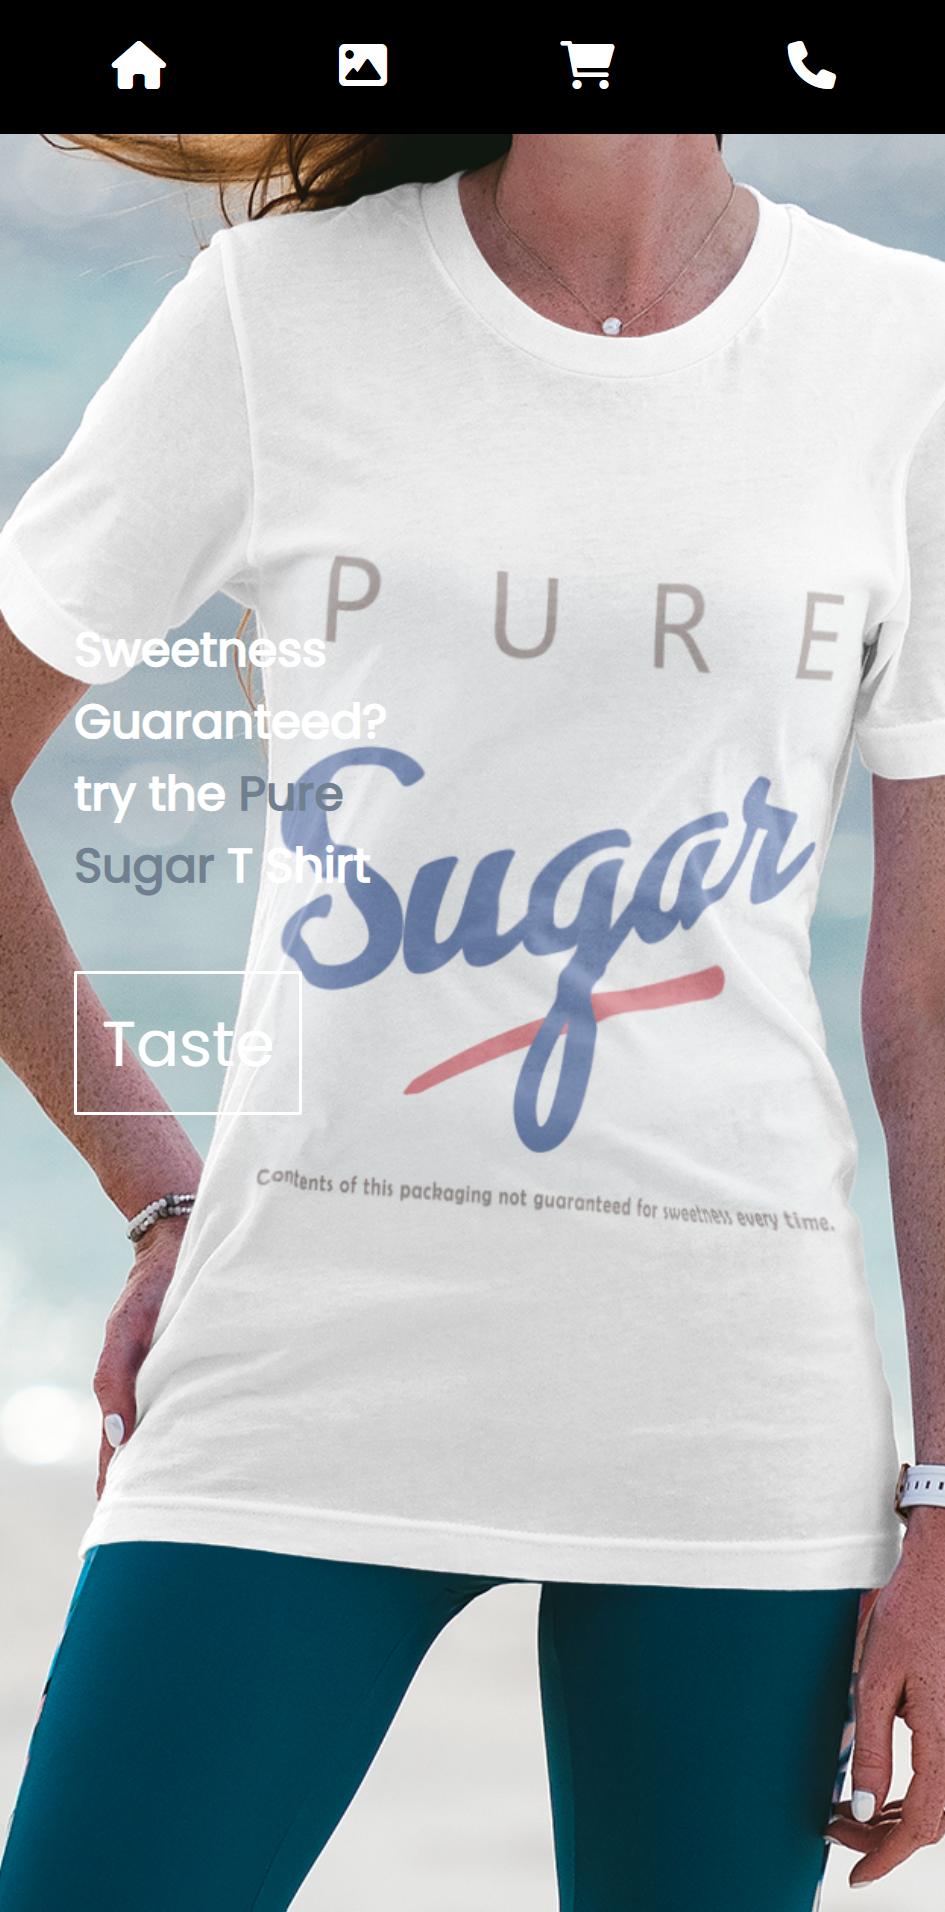 P U R E
Sweetness
Guaranteed?
try the Pure
Sugar T Shirt
Sugar
Taste
Contents of this packaging not guaranteed for sweetness every time.